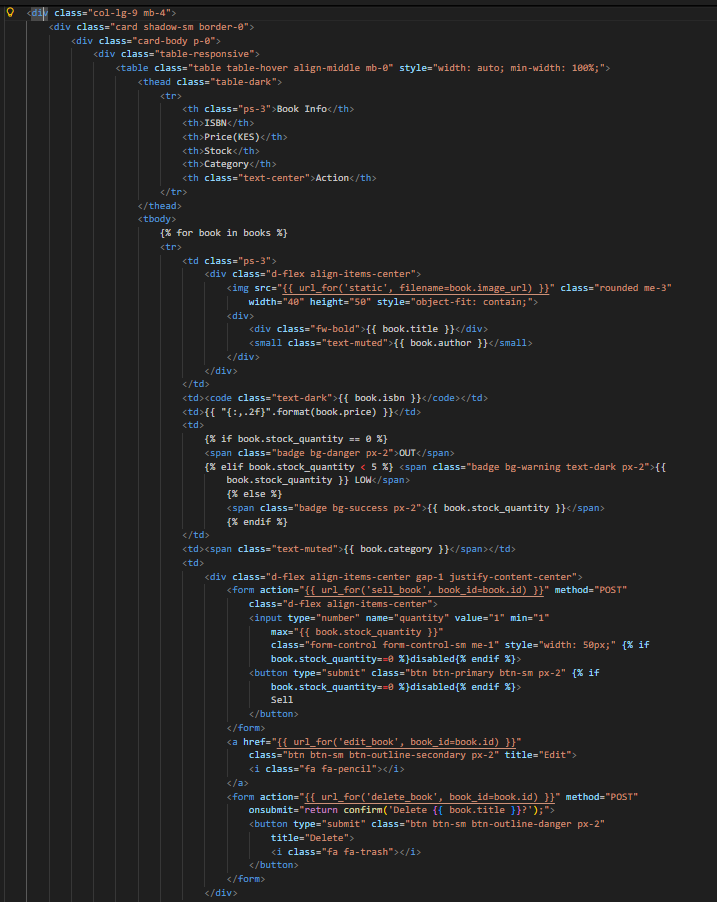 <div class="col-lg-9 mb-4">
<div class="card shadow-sm border-0">
<div class="card-body p-0">
<div class="table-responsive">
<table class="table table-hover align-middle mb-0" style="width: auto; min-width: 100%;">
<thead class="table-dark">
<tr>
<th class="ps-3">Book Info</th>
<th>ISBN</th>
<th>Price(KES)</th>
<th>Stock</th>
<th>Category</th>
<th class="text-center">Action</th>
</tr>
</thead>
<tbody>
{% for book in books %}
<tr>
<td class="ps-3">
<div class="d-flex align-items-center">
<img src="{{ url_for('static', filename=book.image_url) }}" class="rounded me-3"
width="40" height="50" style="object-fit: contain;">
<div>
<div class="fw-bold">{{ book.title }}</div>
<small class="text-muted">{{ book.author }}</small>
</div>
</div>
</td>
<td><code class="text-dark">{{ book.isbn }}</code></td>
<td>{{ "{:,.2f}".format(book.price) }}</td>
<td>
{% if book.stock_quantity == 0 %}
<span class="badge bg-danger px-2">OUT</span>
{% elif book.stock_quantity < 5 %} <span class="badge bg-warning text-dark px-2">{{
book.stock_quantity }} LOW</span>
{% else %}
<span class="badge bg-success px-2">{{ book.stock_quantity }}</span>
{% endif %}
</td>
<td><span class="text-muted">{{ book.category }}</span></td>
<td>
<div class="d-flex align-items-center gap-1 justify-content-center">
<form action="{{ url_for('sell_book', book_id=book.id) }}" method="POST"
class="d-flex align-items-center">
<input type="number" name="quantity" value="1" min="1"
max="{{ book.stock_quantity }}"
class="form-control form-control-sm me-1" style="width: 50px;" {% if
book.stock_quantity==0 %}disabled{% endif %}>
<button type="submit" class="btn btn-primary btn-sm px-2" {% if
book.stock_quantity==0 %}disabled{% endif %}>
Sell
</button>
</form>
<a href="{{ url_for('edit_book', book_id=book.id) }}"
class="btn btn-sm btn-outline-secondary px-2" title="Edit">
<i class="fa fa-pencil"></i>
</a>
<form action="{{ url_for('delete_book', book_id=book.id) }}" method="POST"
onsubmit="return confirm('Delete {{ book.title }}?');">
<button type="submit" class="btn btn-sm btn-outline-danger px-2"
title="Delete">
<i class="fa fa-trash"></i>
</button>
</form>
</div>